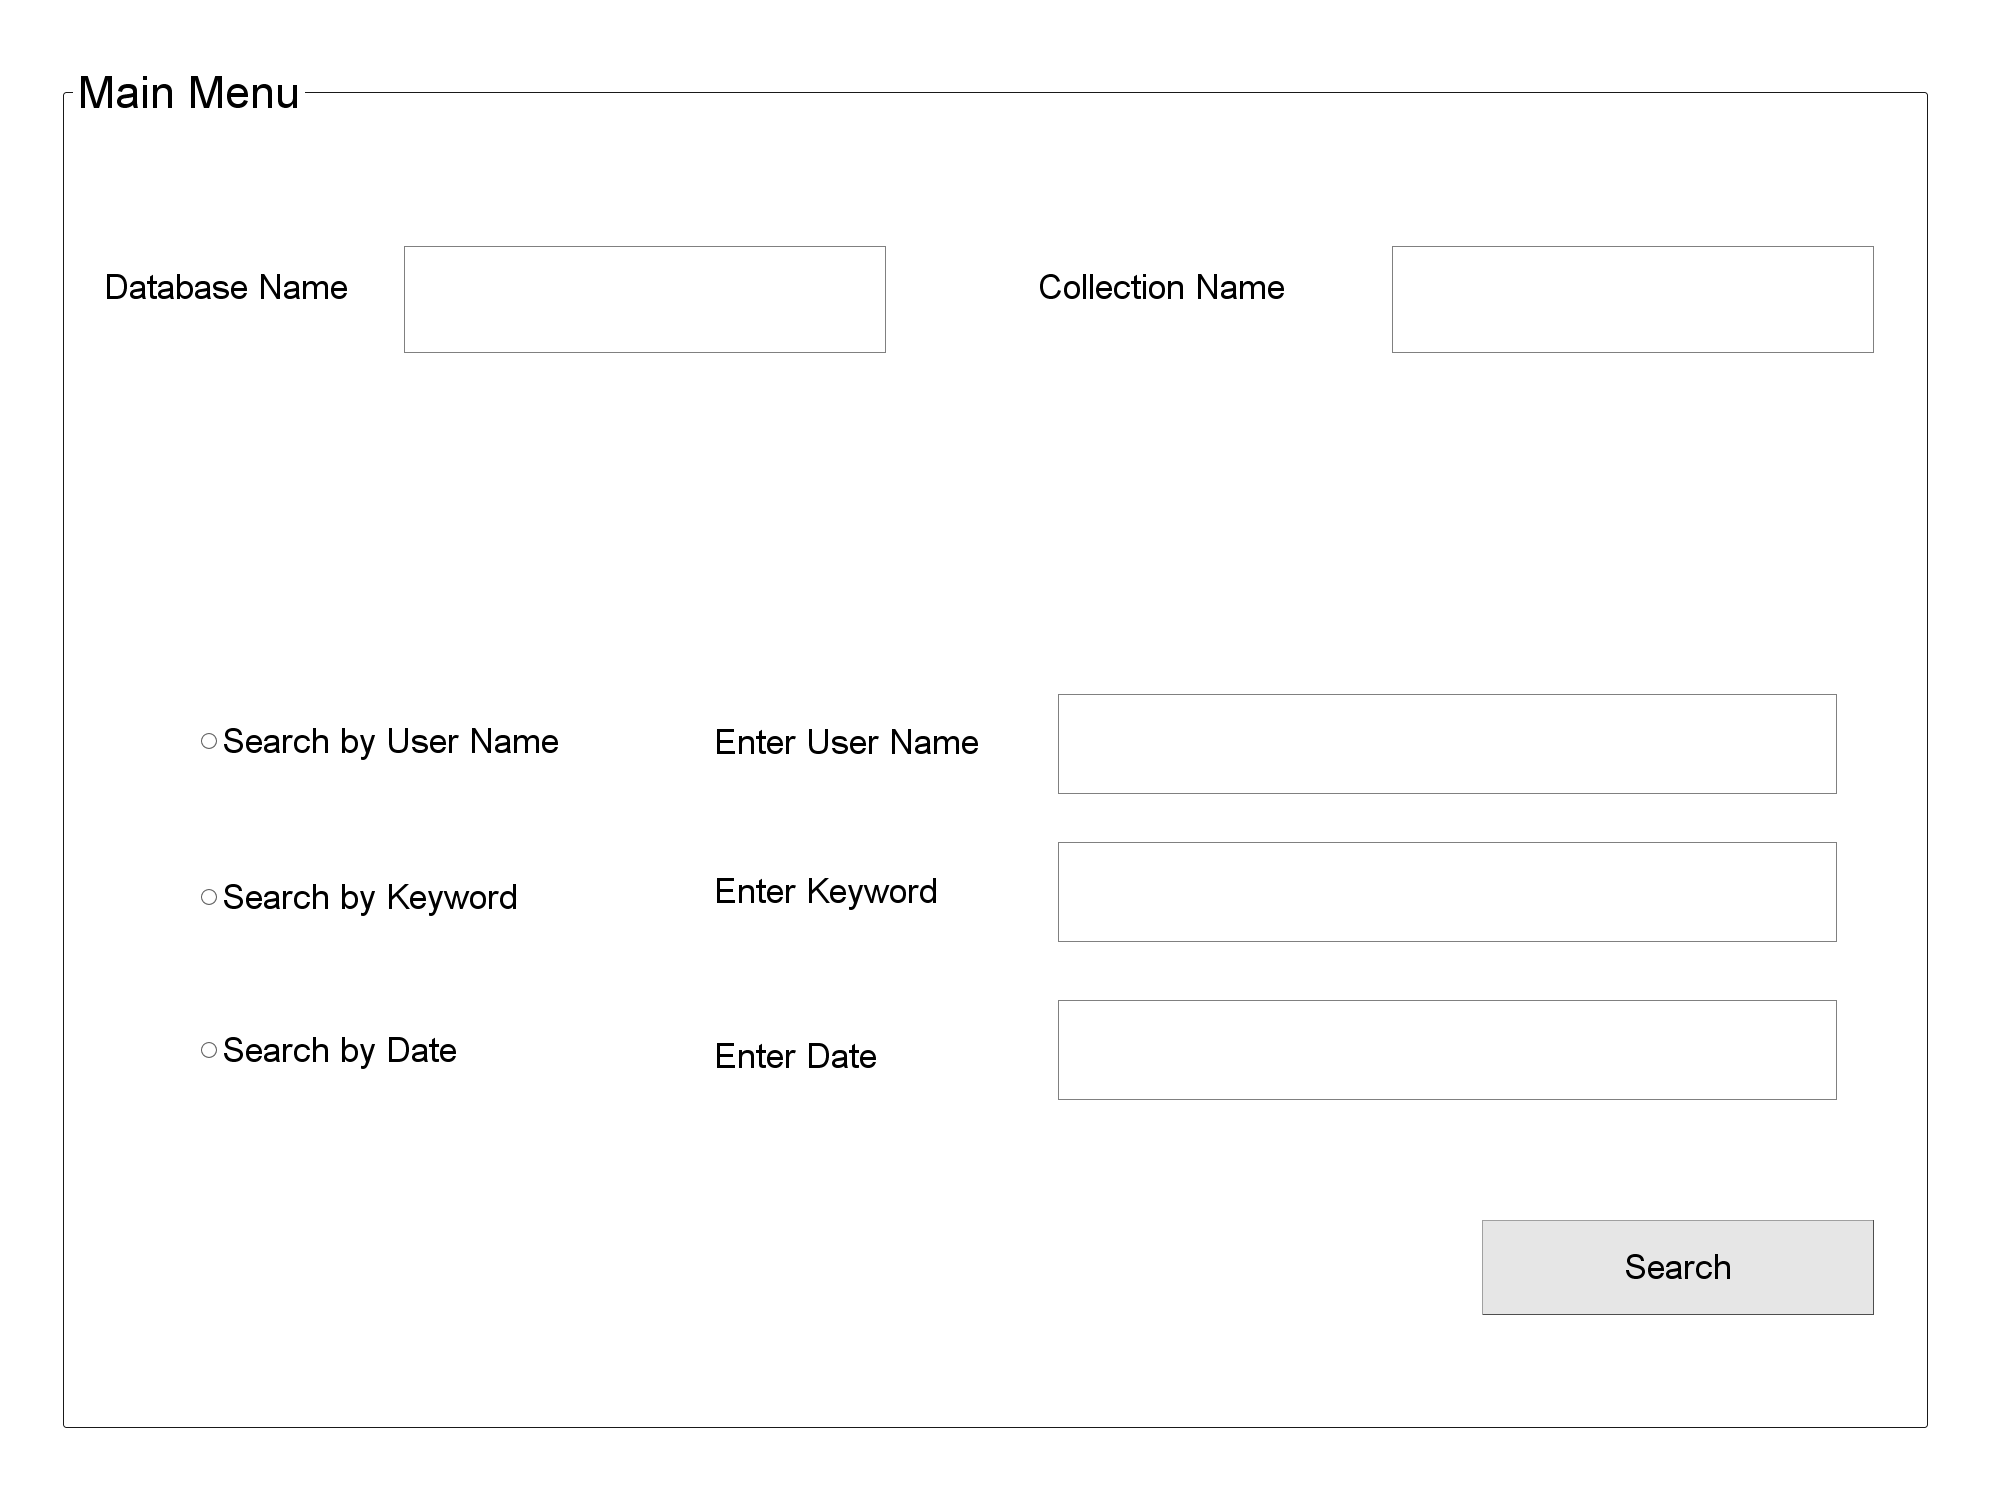 Main Menu
Database Name
Collection Name
Search by User Name
Enter User Name
Search by Keyword
Enter Keyword
Search by Date
Enter Date
Search